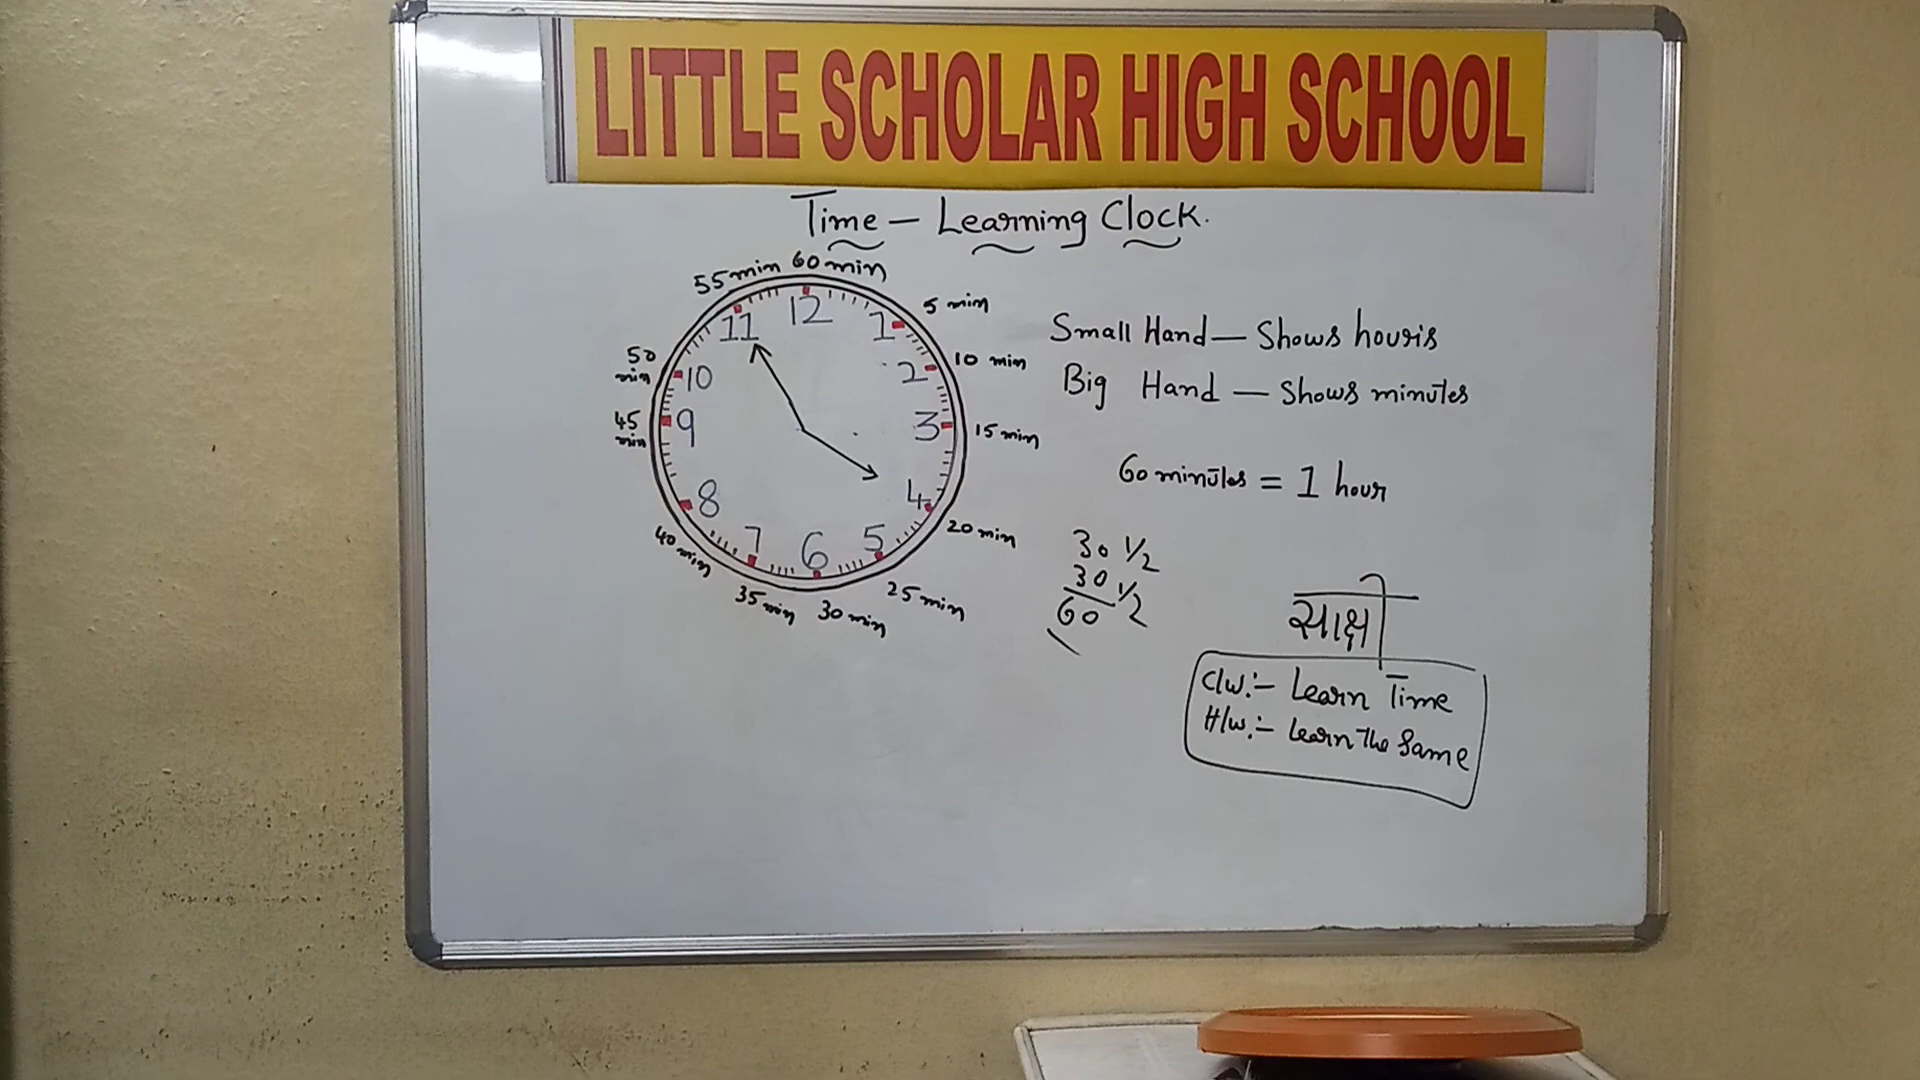 LITTLE SCHOLAR HIGH SCHOOL
Time – Learning Clock.
55 min 60 min
5 min
10 min
15 min
20 min
25 min
30 min
35 min
40 min
45 min
50 min
12
1
2
3
4
5
6
7
8
9
10
11
Small Hand – Shows hours
Big Hand – Shows minutes
60 minutes = 1 hour
30 1/2
30 1/2
60
साक्षी
C/W.:– Learn Time
H/W.:– Learn the Same